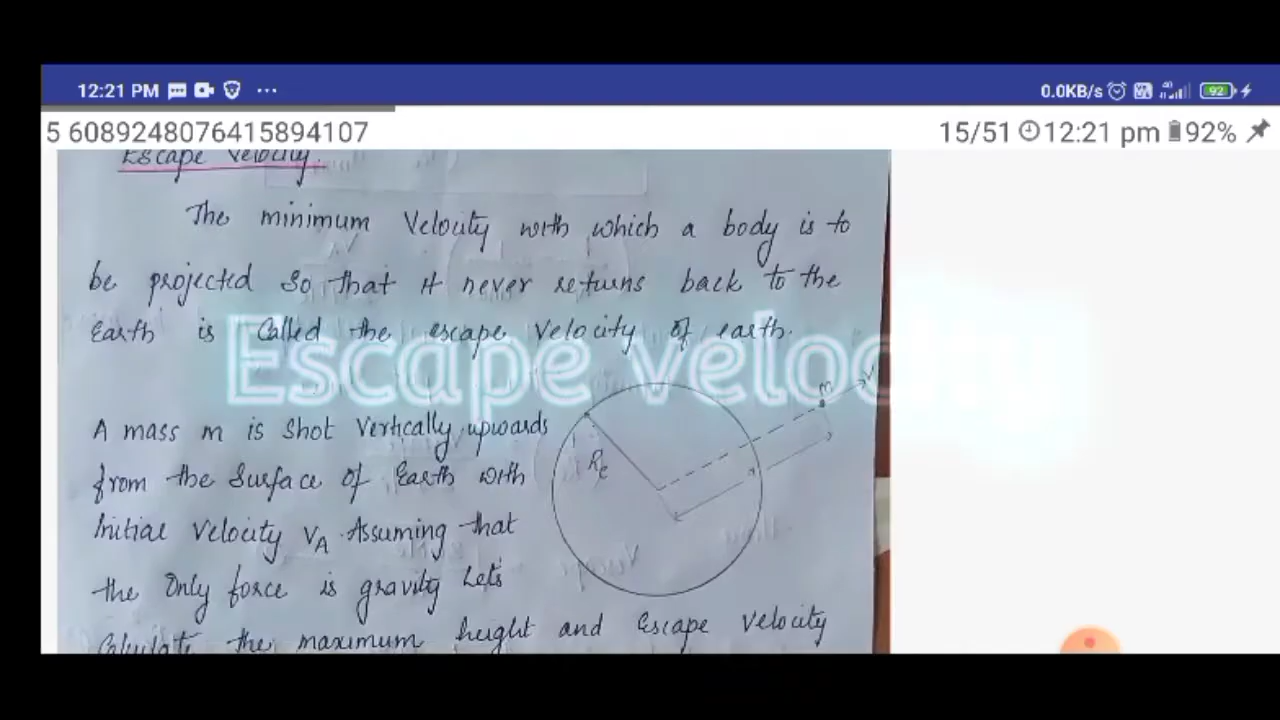 12:21 PM ... 0.0KB/s 4G 92
5 6089248076415894107 15/51 12:21 pm 92%
Escape Velocity.
The minimum Velocity with which a body is to
be projected so that it never returns back to the
Earth is Called the escape velocity of earth.
Escape velocity
A mass m is Shot Vertically upwards
from the Surface of Earth with
Initial Velocity VA. Assuming that
the Only force is gravity Let's
Calculate the maximum height and Escape Velocity
Re
m
V